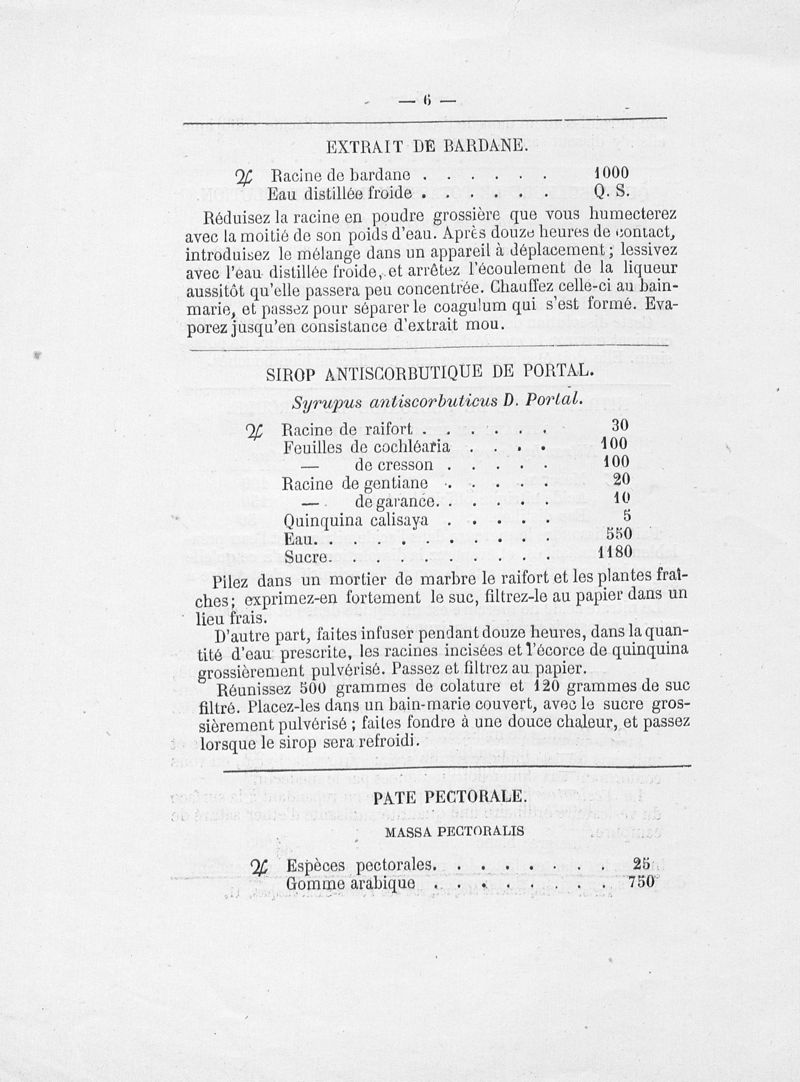 — 6 —
EXTRAIT DE BARDANE.
♃ Racine de bardane . . . . . . 1000
Eau distillée froide . . . . . . Q. S.
Réduisez la racine en poudre grossière que vous humecterez
avec la moitié de son poids d'eau. Après douze heures de contact,
introduisez le mélange dans un appareil à déplacement ; lessivez
avec l'eau distillée froide, et arrêtez l'écoulement de la liqueur
aussitôt qu'elle passera peu concentrée. Chauffez celle-ci au bain-
marie, et passez pour séparer le coagulum qui s'est formé. Eva-
porez jusqu'en consistance d'extrait mou.
SIROP ANTISCORBUTIQUE DE PORTAL.
Syrupus antiscorbuticus D. Portal.
♃ Racine de raifort . . . . . . 30
Feuilles de cochléaria . . . . 100
— de cresson . . . . . 100
Racine de gentiane . . . . . 20
— de garance. . . . . . 10
Quinquina calisaya . . . . . 5
Eau. . . . . . . . . . . 550
Sucre. . . . . . . . . . 1180
Pilez dans un mortier de marbre le raifort et les plantes fraî-
ches ; exprimez-en fortement le suc, filtrez-le au papier dans un
lieu frais.
D'autre part, faites infuser pendant douze heures, dans la quan-
tité d'eau prescrite, les racines incisées et l'écorce de quinquina
grossièrement pulvérisé. Passez et filtrez au papier.
Réunissez 500 grammes de colature et 120 grammes de suc
filtré. Placez-les dans un bain-marie couvert, avec le sucre gros-
sièrement pulvérisé ; faites fondre à une douce chaleur, et passez
lorsque le sirop sera refroidi.
PATE PECTORALE.
MASSA PECTORALIS
♃ Espèces pectorales. . . . . . . . 25
Gomme arabique . . . . . . . . 750